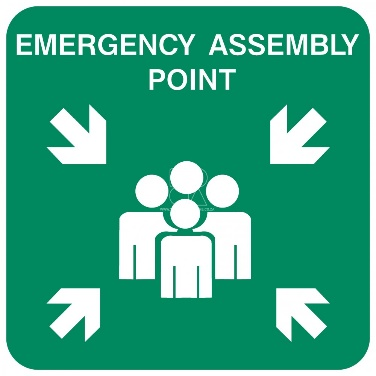 EMERGENCY ASSEMBLY
POINT